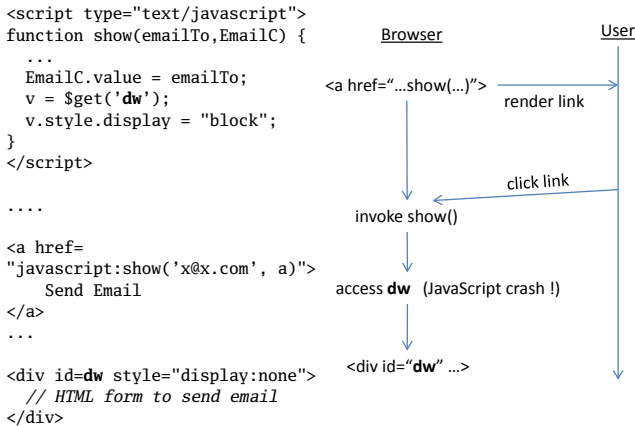 <script type="text/javascript">
function show(emailTo,EmailC) {
...
EmailC.value = emailTo;
v = $get('dw');
v.style.display = "block";
}
</script>
....
<a href=
"javascript:show('x@x.com', a)">
Send Email
</a>
...
<div id=dw style="display:none">
// HTML form to send email
</div>
Browser
User
<a href=“…show(…)”>
render link
click link
invoke show()
access dw (JavaScript crash !)
<div id=“dw” …>